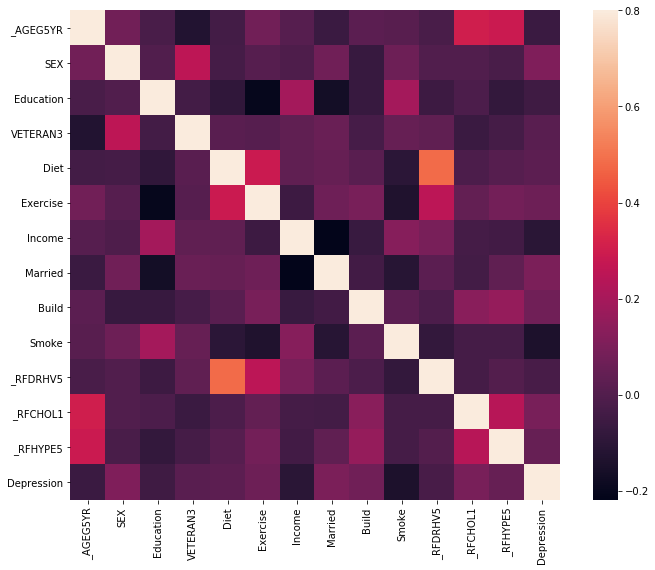 _AGEG5YR
SEX
Education
VETERAN3
Diet
Exercise
Income
Married
Build
Smoke
_RFDRHV5
_RFCHOL1
_RFHYPE5
Depression
_AGEG5YR
SEX
Education
VETERAN3
Diet
Exercise
Income
Married
Build
Smoke
_RFDRHV5
_RFCHOL1
_RFHYPE5
Depression
0.8
0.6
0.4
0.2
0.0
−0.2